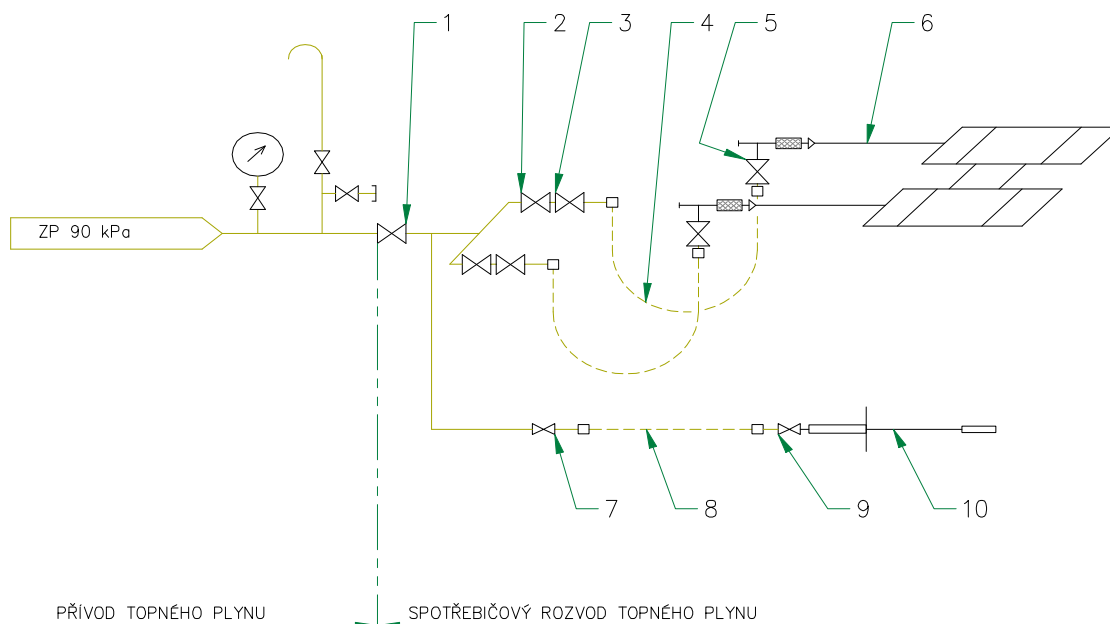 1 2 3 4 5 6
ZP 90 kPa
7 8 9 10
PŘÍVOD TOPNÉHO PLYNU SPOTŘEBIČOVÝ ROZVOD TOPNÉHO PLYNU